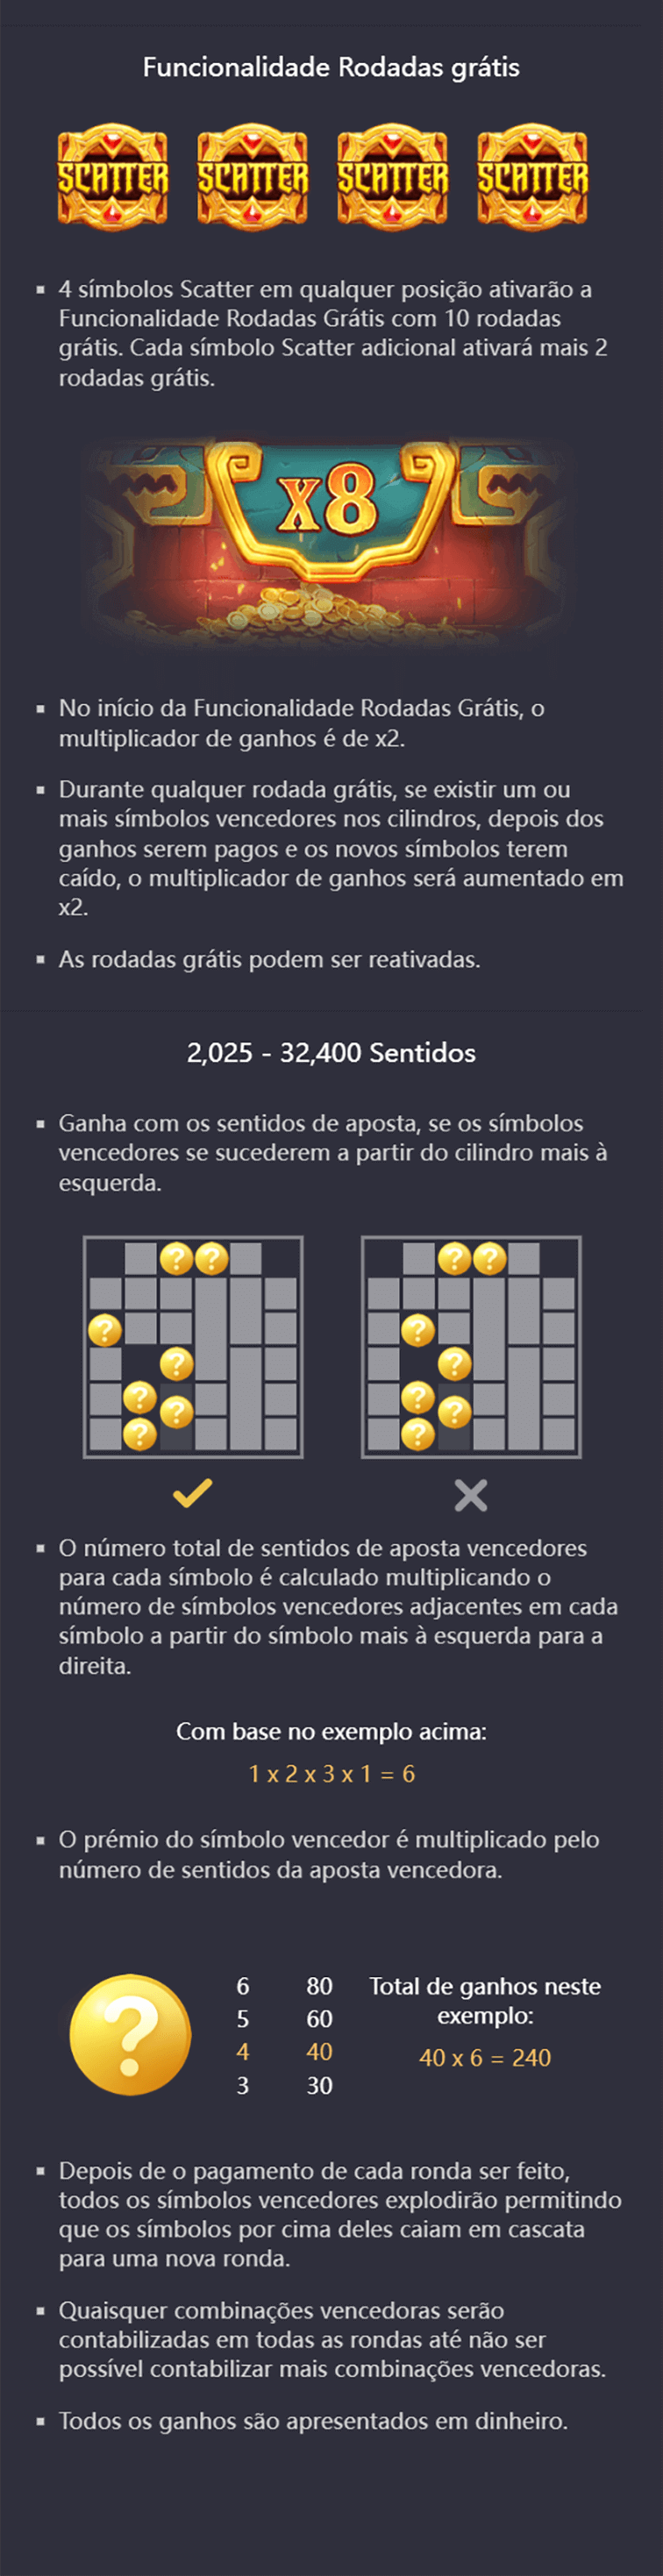 Funcionalidade Rodadas grátis
SCATTER SCATTER SCATTER SCATTER
▪ 4 símbolos Scatter em qualquer posição ativarão a
Funcionalidade Rodadas Grátis com 10 rodadas
grátis. Cada símbolo Scatter adicional ativará mais 2
rodadas grátis.
x8
▪ No início da Funcionalidade Rodadas Grátis, o
multiplicador de ganhos é de x2.
▪ Durante qualquer rodada grátis, se existir um ou
mais símbolos vencedores nos cilindros, depois dos
ganhos serem pagos e os novos símbolos terem
caído, o multiplicador de ganhos será aumentado em
x2.
▪ As rodadas grátis podem ser reativadas.
2,025 - 32,400 Sentidos
▪ Ganha com os sentidos de aposta, se os símbolos
vencedores se sucederem a partir do cilindro mais à
esquerda.
? ? ? ?
? ?
? ?
? ?
? ?
? ?
▪ O número total de sentidos de aposta vencedores
para cada símbolo é calculado multiplicando o
número de símbolos vencedores adjacentes em cada
símbolo a partir do símbolo mais à esquerda para a
direita.
Com base no exemplo acima:
1 x 2 x 3 x 1 = 6
▪ O prémio do símbolo vencedor é multiplicado pelo
número de sentidos da aposta vencedora.
?
6 80
5 60
4 40
3 30
Total de ganhos neste
exemplo:
40 x 6 = 240
▪ Depois de o pagamento de cada ronda ser feito,
todos os símbolos vencedores explodirão permitindo
que os símbolos por cima deles caiam em cascata
para uma nova ronda.
▪ Quaisquer combinações vencedoras serão
contabilizadas em todas as rondas até não ser
possível contabilizar mais combinações vencedoras.
▪ Todos os ganhos são apresentados em dinheiro.